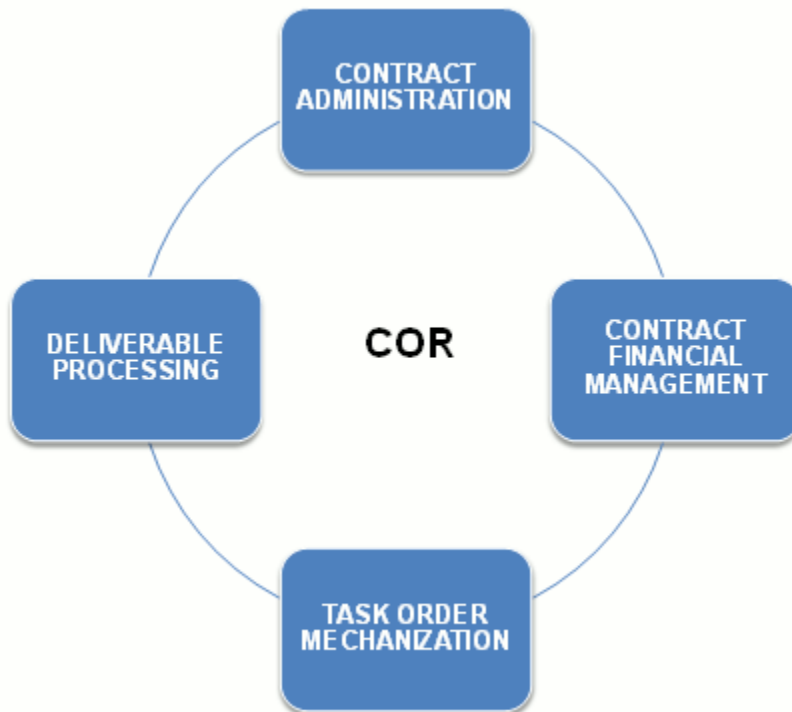 CONTRACT
ADMINISTRATION
DELIVERABLE
PROCESSING
COR
CONTRACT
FINANCIAL
MANAGEMENT
TASK ORDER
MECHANIZATION